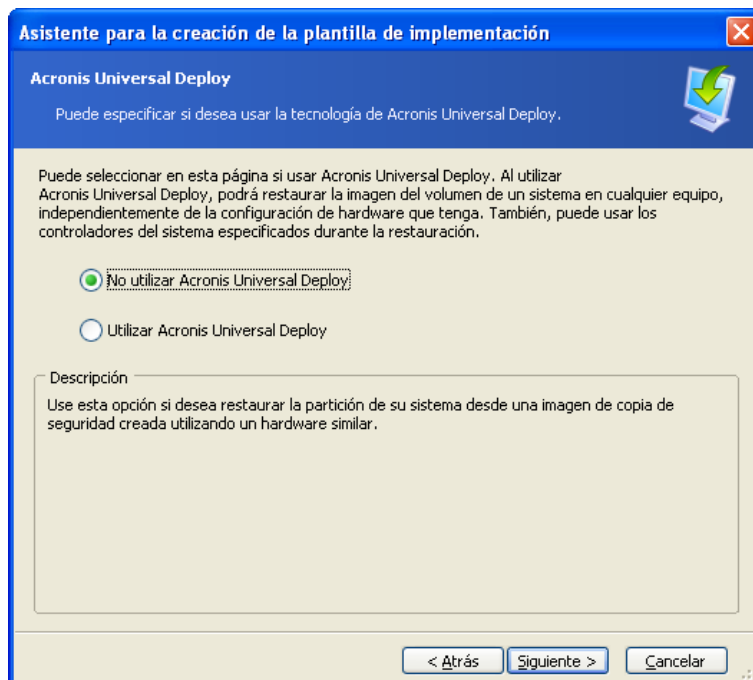 Asistente para la creación de la plantilla de implementación
Acronis Universal Deploy
Puede especificar si desea usar la tecnología de Acronis Universal Deploy.
Puede seleccionar en esta página si usar Acronis Universal Deploy. Al utilizar
Acronis Universal Deploy, podrá restaurar la imagen del volumen de un sistema en cualquier equipo,
independientemente de la configuración de hardware que tenga. También, puede usar los
controladores del sistema especificados durante la restauración.
No utilizar Acronis Universal Deploy
Utilizar Acronis Universal Deploy
Descripción
Use esta opción si desea restaurar la partición de su sistema desde una imagen de copia de
seguridad creada utilizando un hardware similar.
< Atrás Siguiente > Cancelar